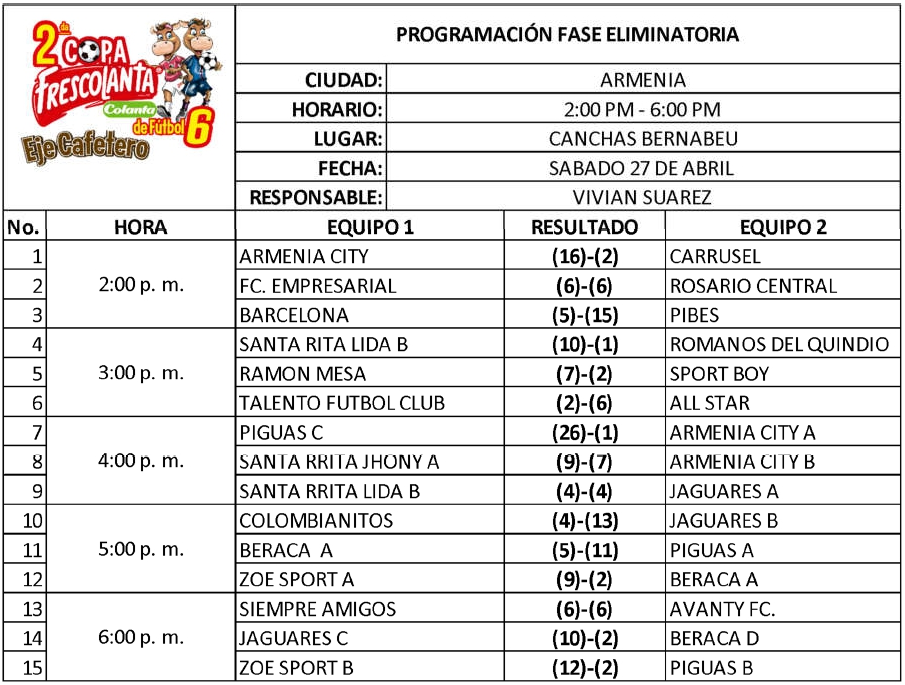 2da COPA
FRESCOLANTA
Colanta
de Fútbol 6
Eje Cafetero
PROGRAMACIÓN FASE ELIMINATORIA
CIUDAD: ARMENIA
HORARIO: 2:00 PM - 6:00 PM
LUGAR: CANCHAS BERNABEU
FECHA: SABADO 27 DE ABRIL
RESPONSABLE: VIVIAN SUAREZ
No. HORA EQUIPO 1 RESULTADO EQUIPO 2
2:00 p. m.
1 ARMENIA CITY (16)-(2) CARRUSEL
2 FC. EMPRESARIAL (6)-(6) ROSARIO CENTRAL
3 BARCELONA (5)-(15) PIBES
3:00 p. m.
4 SANTA RITA LIDA B (10)-(1) ROMANOS DEL QUINDIO
5 RAMON MESA (7)-(2) SPORT BOY
6 TALENTO FUTBOL CLUB (2)-(6) ALL STAR
4:00 p. m.
7 PIGUAS C (26)-(1) ARMENIA CITY A
8 SANTA RRITA JHONY A (9)-(7) ARMENIA CITY B
9 SANTA RRITA LIDA B (4)-(4) JAGUARES A
5:00 p. m.
10 COLOMBIANITOS (4)-(13) JAGUARES B
11 BERACA A (5)-(11) PIGUAS A
12 ZOE SPORT A (9)-(2) BERACA A
6:00 p. m.
13 SIEMPRE AMIGOS (6)-(6) AVANTY FC.
14 JAGUARES C (10)-(2) BERACA D
15 ZOE SPORT B (12)-(2) PIGUAS B